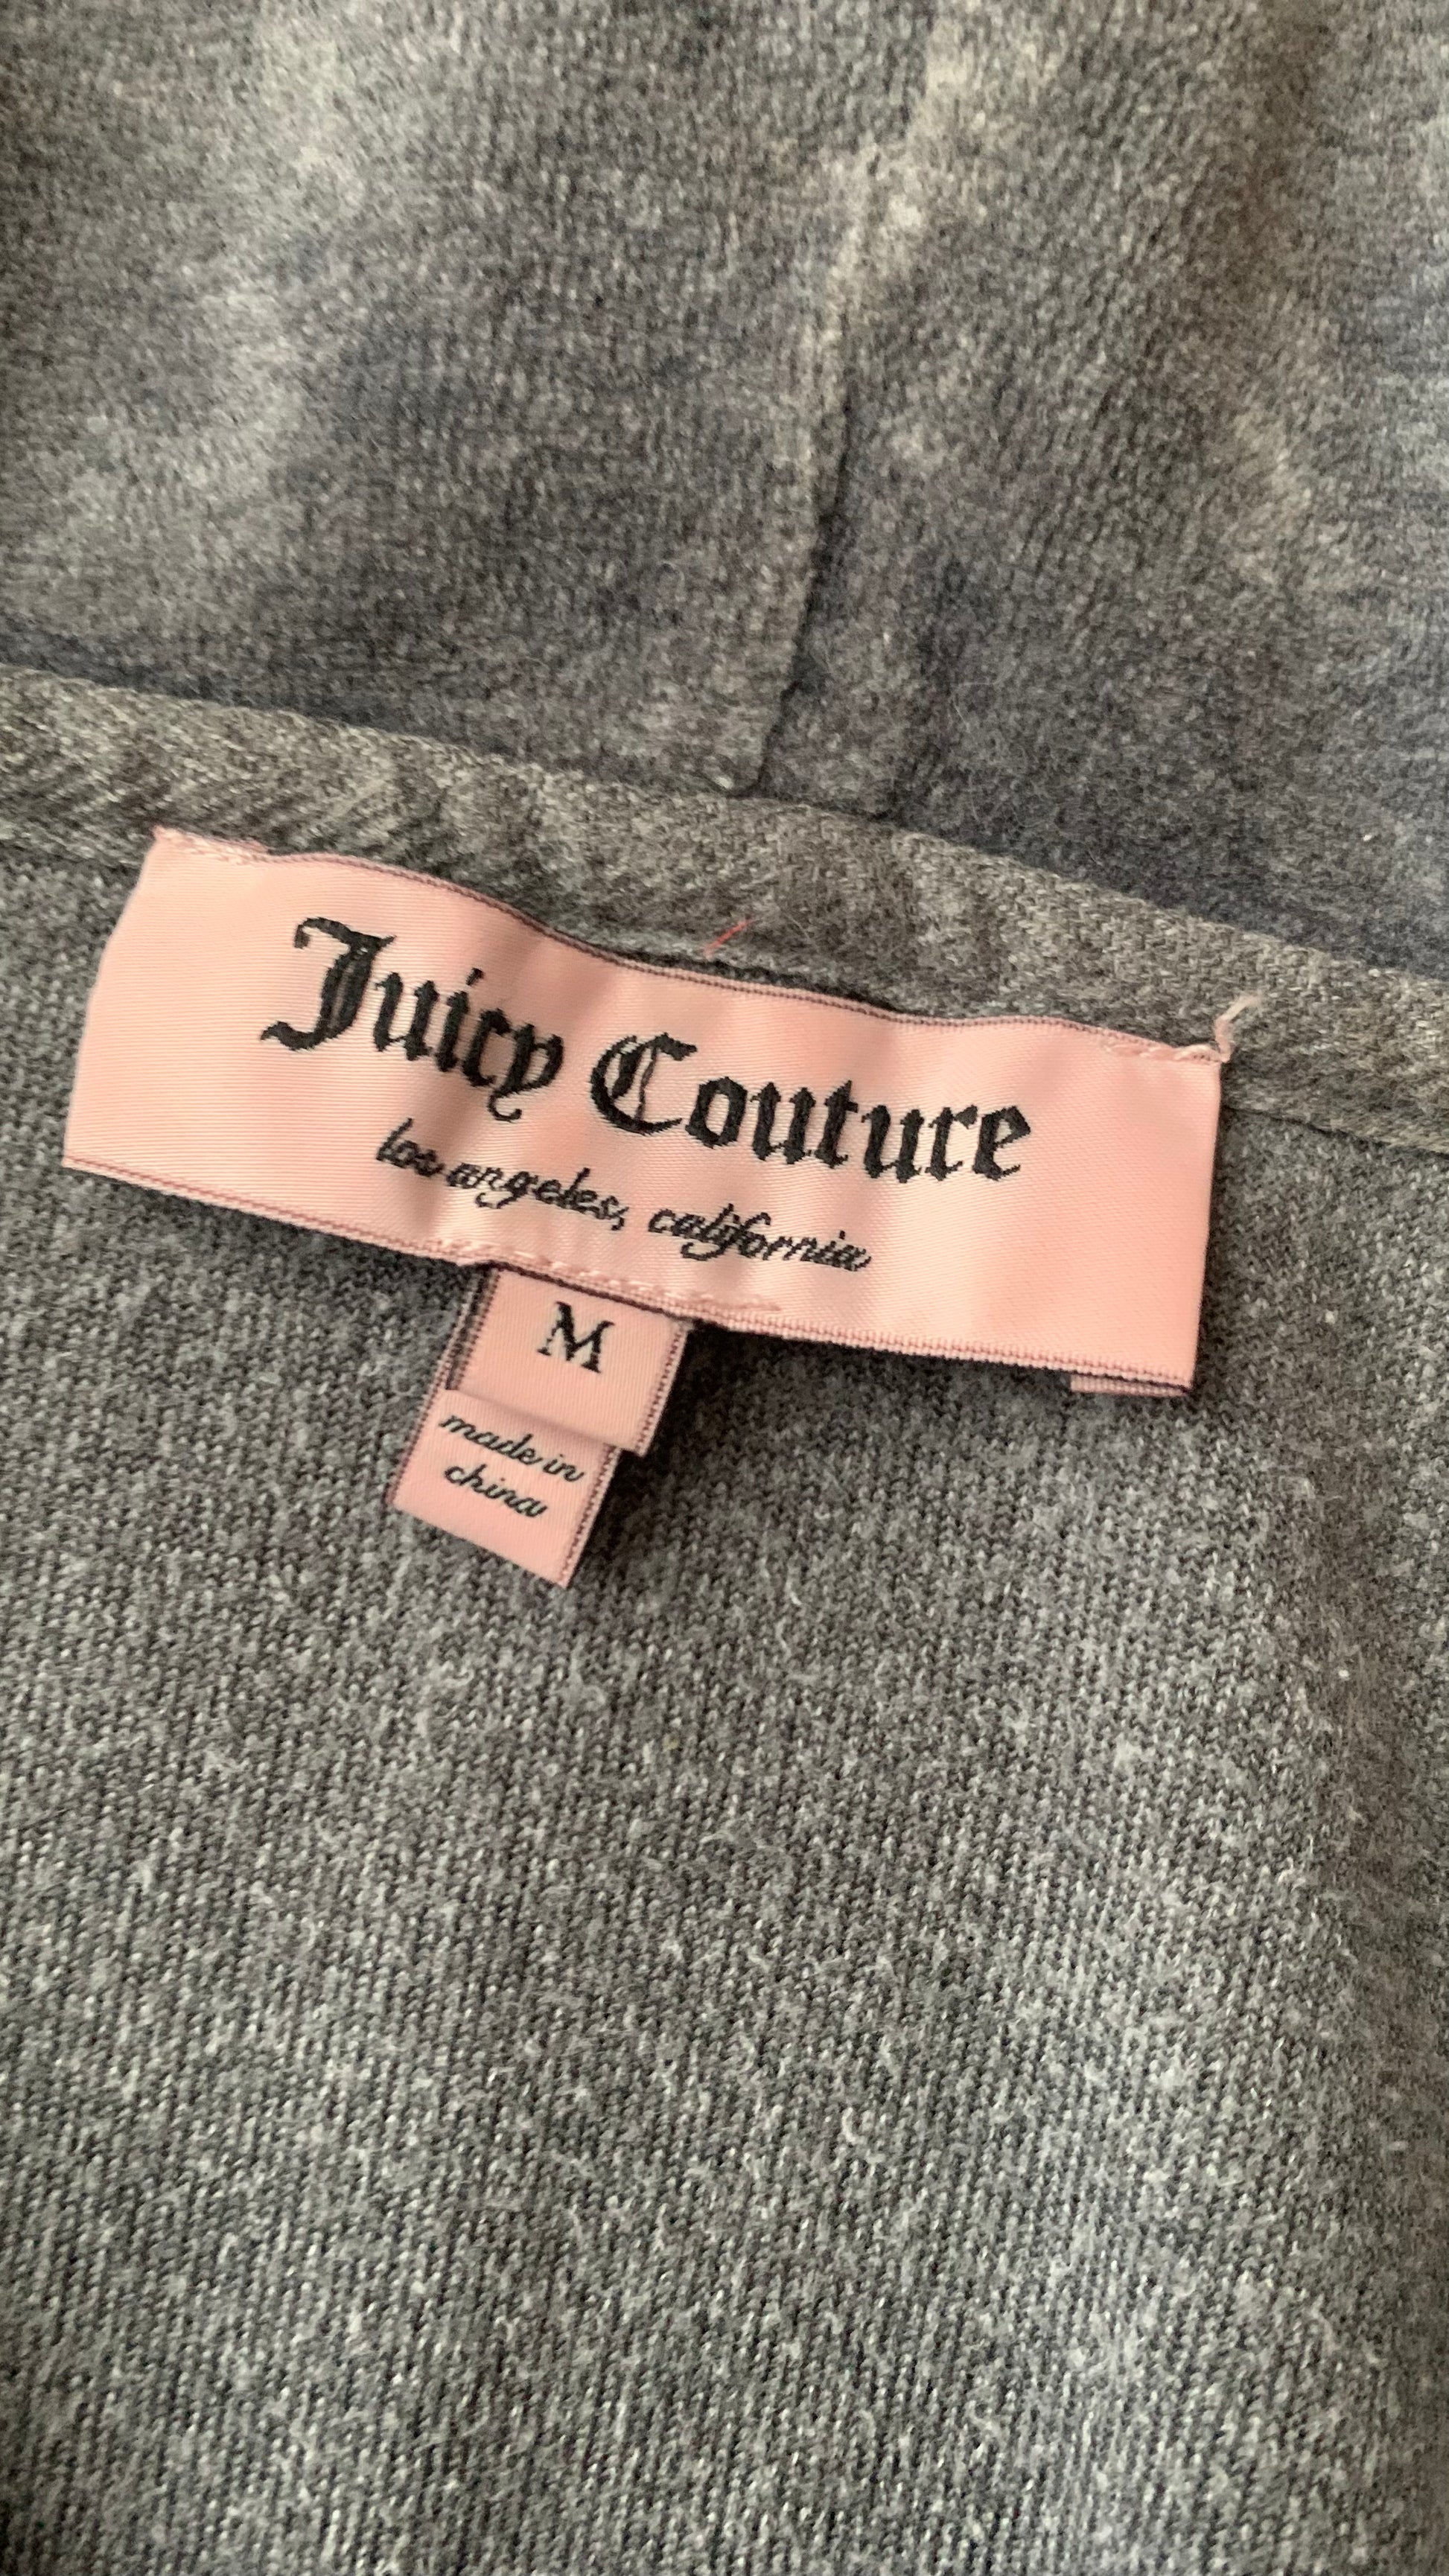 Juicy Couture
los angeles, california
M
made in
china